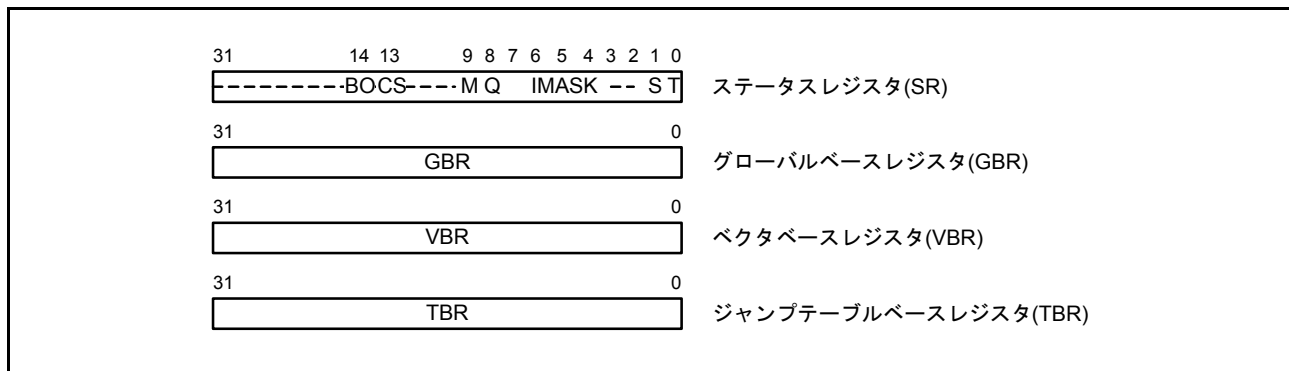 31 14 13 9 8 7 6 5 4 3 2 1 0
BO CS M Q IMASK S T ステータスレジスタ(SR)
31 0
GBR グローバルベースレジスタ(GBR)
31 0
VBR ベクタベースレジスタ(VBR)
31 0
TBR ジャンプテーブルベースレジスタ(TBR)